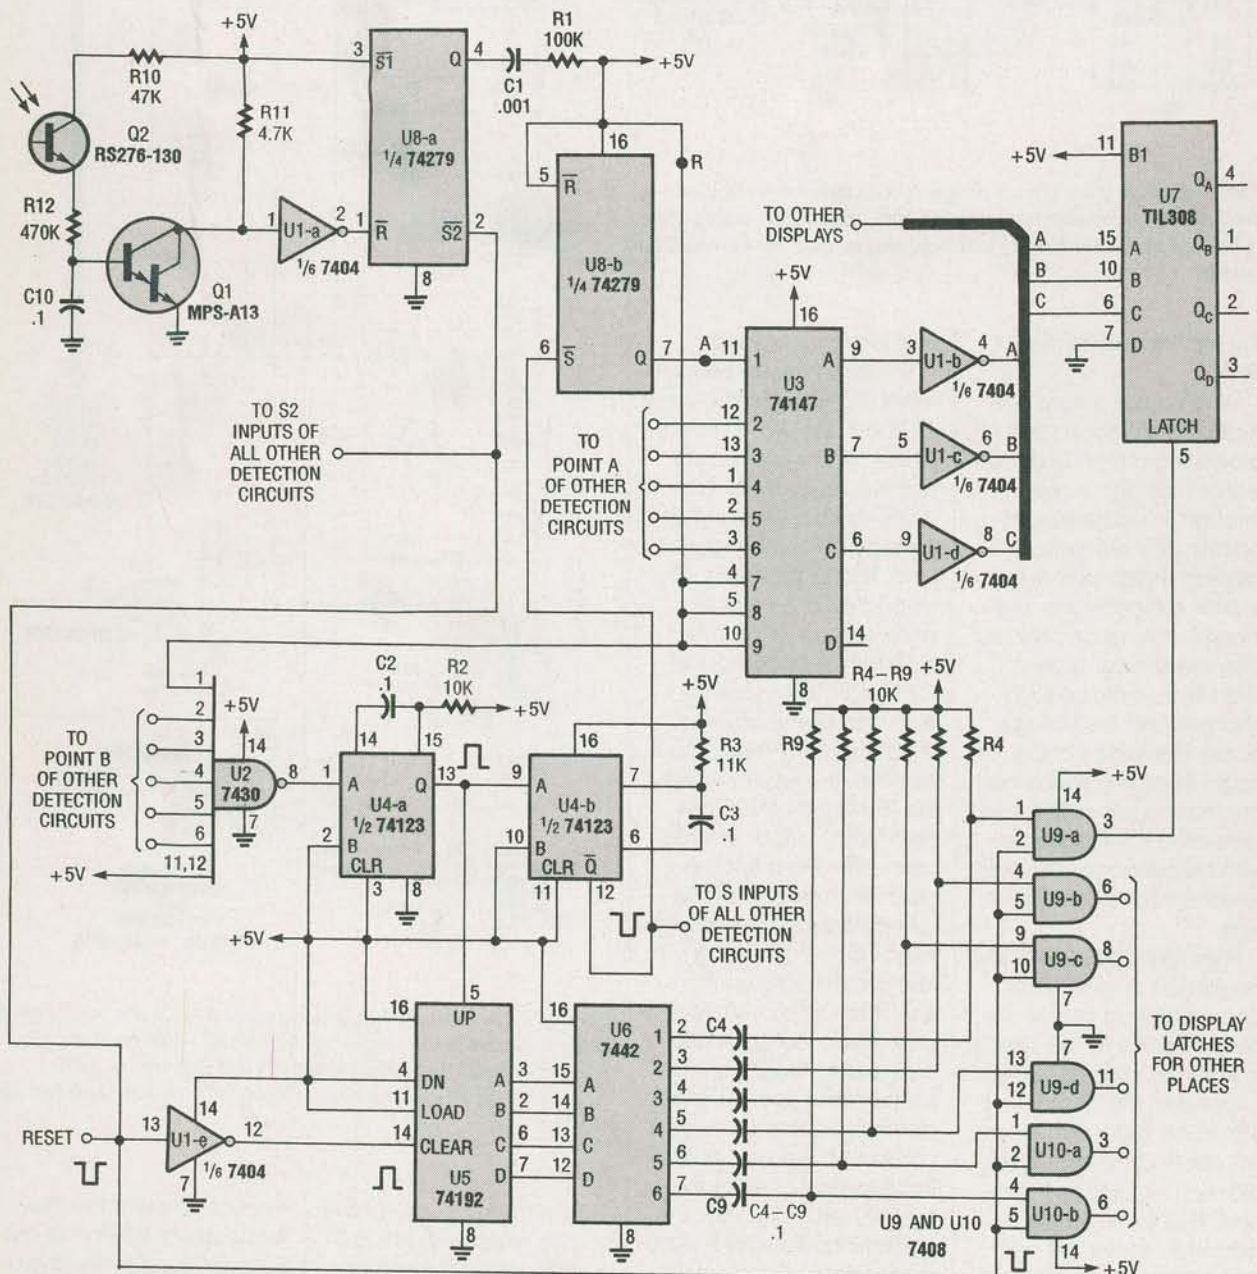 +5V
R10
47K
R11
4.7K
Q2
RS276-130
R12
470K
C10
.1
Q1
MPS-A13
1
U1-a
2
1/6 7404
3
S̅1̅
Q
4
U8-a
1/4 74279
1
R̅
S̅2̅
2
8
R1
100K
C1
.001
+5V
16
R
5
R̅
U8-b
1/4 74279
6
S̅
Q
7
A
TO S2
INPUTS OF
ALL OTHER
DETECTION
CIRCUITS
TO
POINT A
OF OTHER
DETECTION
CIRCUITS
+5V
16
U3
74147
11
1
12
2
13
3
1
4
2
5
3
6
4
7
5
8
10
9
A
9
B
7
C
6
D
14
8
3
U1-b
4
A
1/6 7404
5
U1-c
6
B
1/6 7404
9
U1-d
8
C
1/6 7404
TO OTHER
DISPLAYS
A
B
C
+5V
11
B1
U7
TIL308
15
A
10
B
6
C
7
D
QA
4
QB
1
QC
2
QD
3
LATCH
5
TO
POINT B
OF OTHER
DETECTION
CIRCUITS
1
2
3
4
5
6
11,12
+5V
+5V
14
U2
7430
8
7
C2
.1
R2
10K
+5V
14
15
1
A
Q
13
U4-a
1/2 74123
2
B
CLR
3
8
16
9
A
7
U4-b
1/2 74123
10
B
6
CLR
Q̅
11
12
+5V
R3
11K
C3
.1
TO S INPUTS
OF ALL OTHER
DETECTION
CIRCUITS
+5V
R4–R9
10K
+5V
R9
R4
RESET
13
14
U1-e
12
7
1/6 7404
16
5
UP
4
DN
11
LOAD
14
CLEAR
A
3
B
2
C
6
D
7
U5
74192
8
16
U6
7442
15
A
14
B
13
C
12
D
1
2
2
3
3
4
4
5
5
6
6
7
8
C4
C9
C4–C9
.1
+5V
14
1
2
U9-a
3
4
5
U9-b
6
9
10
U9-c
8
7
7
13
12
U9-d
11
1
2
U10-a
3
4
5
U10-b
6
14
+5V
TO DISPLAY
LATCHES
FOR OTHER
PLACES
U9 AND U10
7408